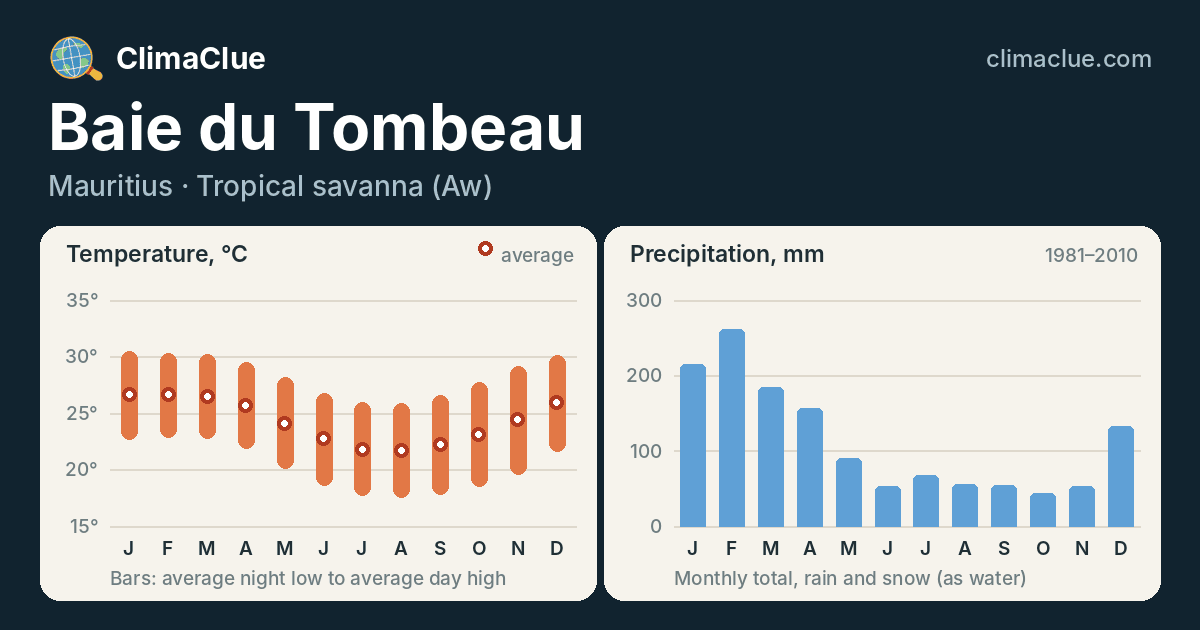 ClimaClue
climaclue.com
Baie du Tombeau
Mauritius · Tropical savanna (Aw)
Temperature, °C
average
35°
30°
25°
20°
15°
J F M A M J J A S O N D
Bars: average night low to average day high
Precipitation, mm
1981–2010
300
200
100
0
J F M A M J J A S O N D
Monthly total, rain and snow (as water)